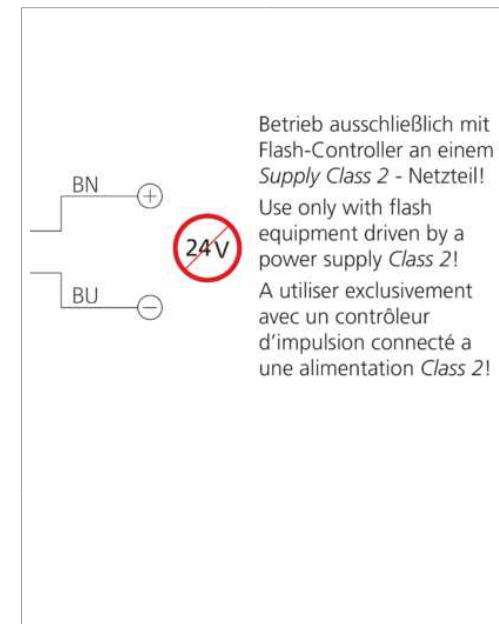 BN
+
24V
BU
−
Betrieb ausschließlich mit
Flash-Controller an einem
Supply Class 2 - Netzteil!
Use only with flash
equipment driven by a
power supply Class 2!
A utiliser exclusivement
avec un contrôleur
d'impulsion connecté a
une alimentation Class 2!